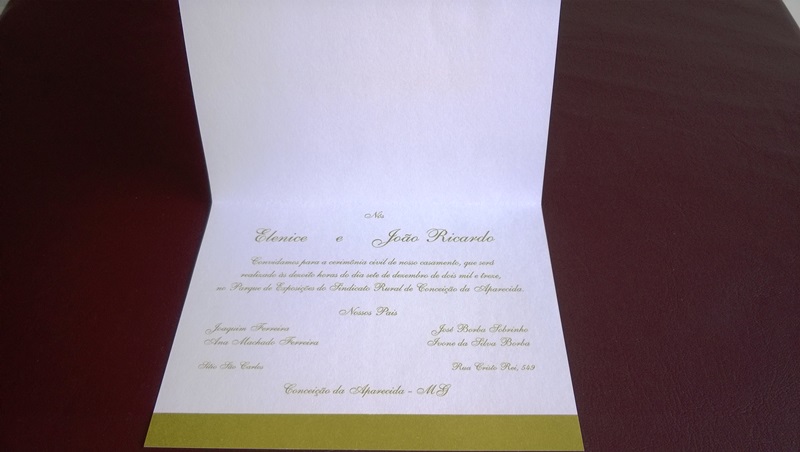 Nós
Elenice e João Ricardo
Convidamos para a cerimônia civil de nosso casamento, que será
realizado às dezoito horas do dia sete de dezembro de dois mil e treze,
no Parque de Exposição do Sindicato Rural de Conceição da Aparecida.
Nossos Pais
Joaquim Ferreira José Borba Sobrinho
Ana Machado Ferreira Ivone da Silva Borba
Sítio São Carlos Rua Cristo Rei, 549
Conceição da Aparecida - MG